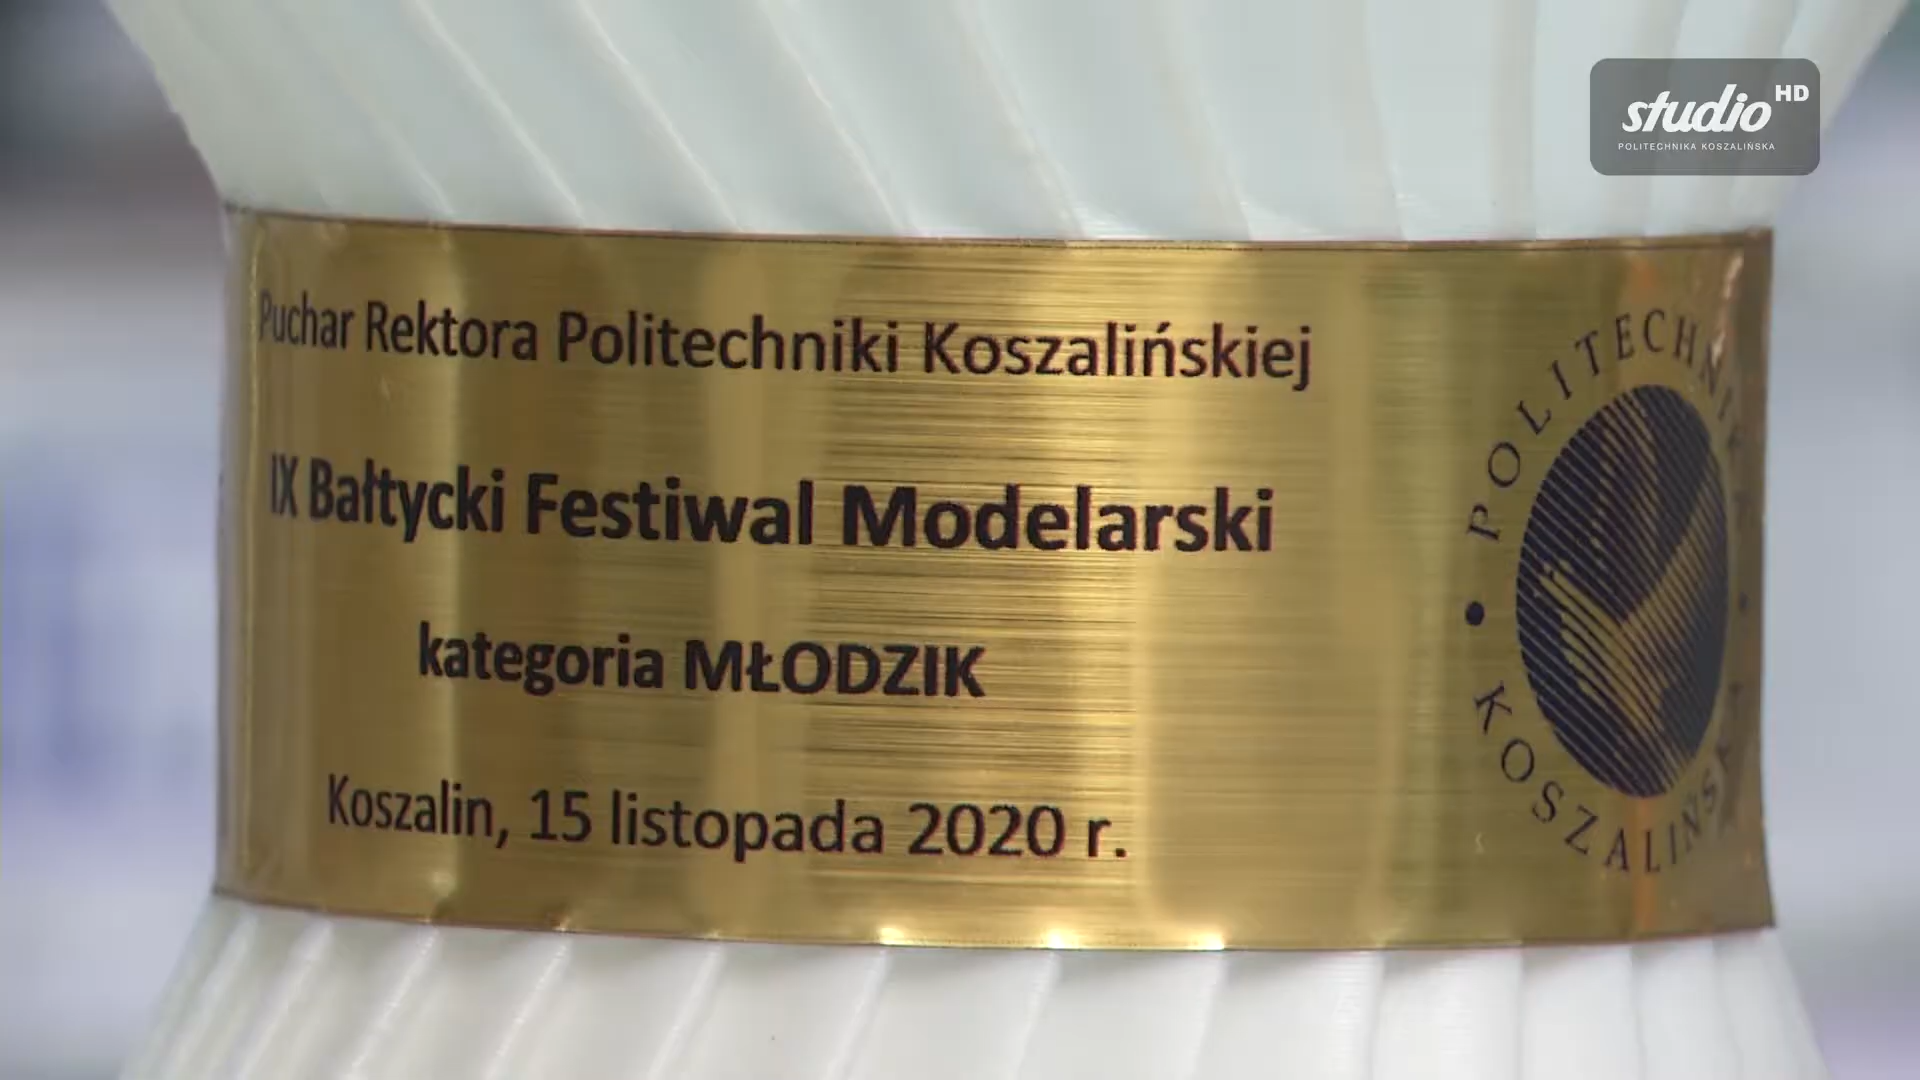 studio HD
POLITECHNIKA KOSZALIŃSKA
Puchar Rektora Politechniki Koszalińskiej
IX Bałtycki Festiwal Modelarski
kategoria MŁODZIK
Koszalin, 15 listopada 2020 r.
POLITECHNIKA
KOSZALIŃSKA